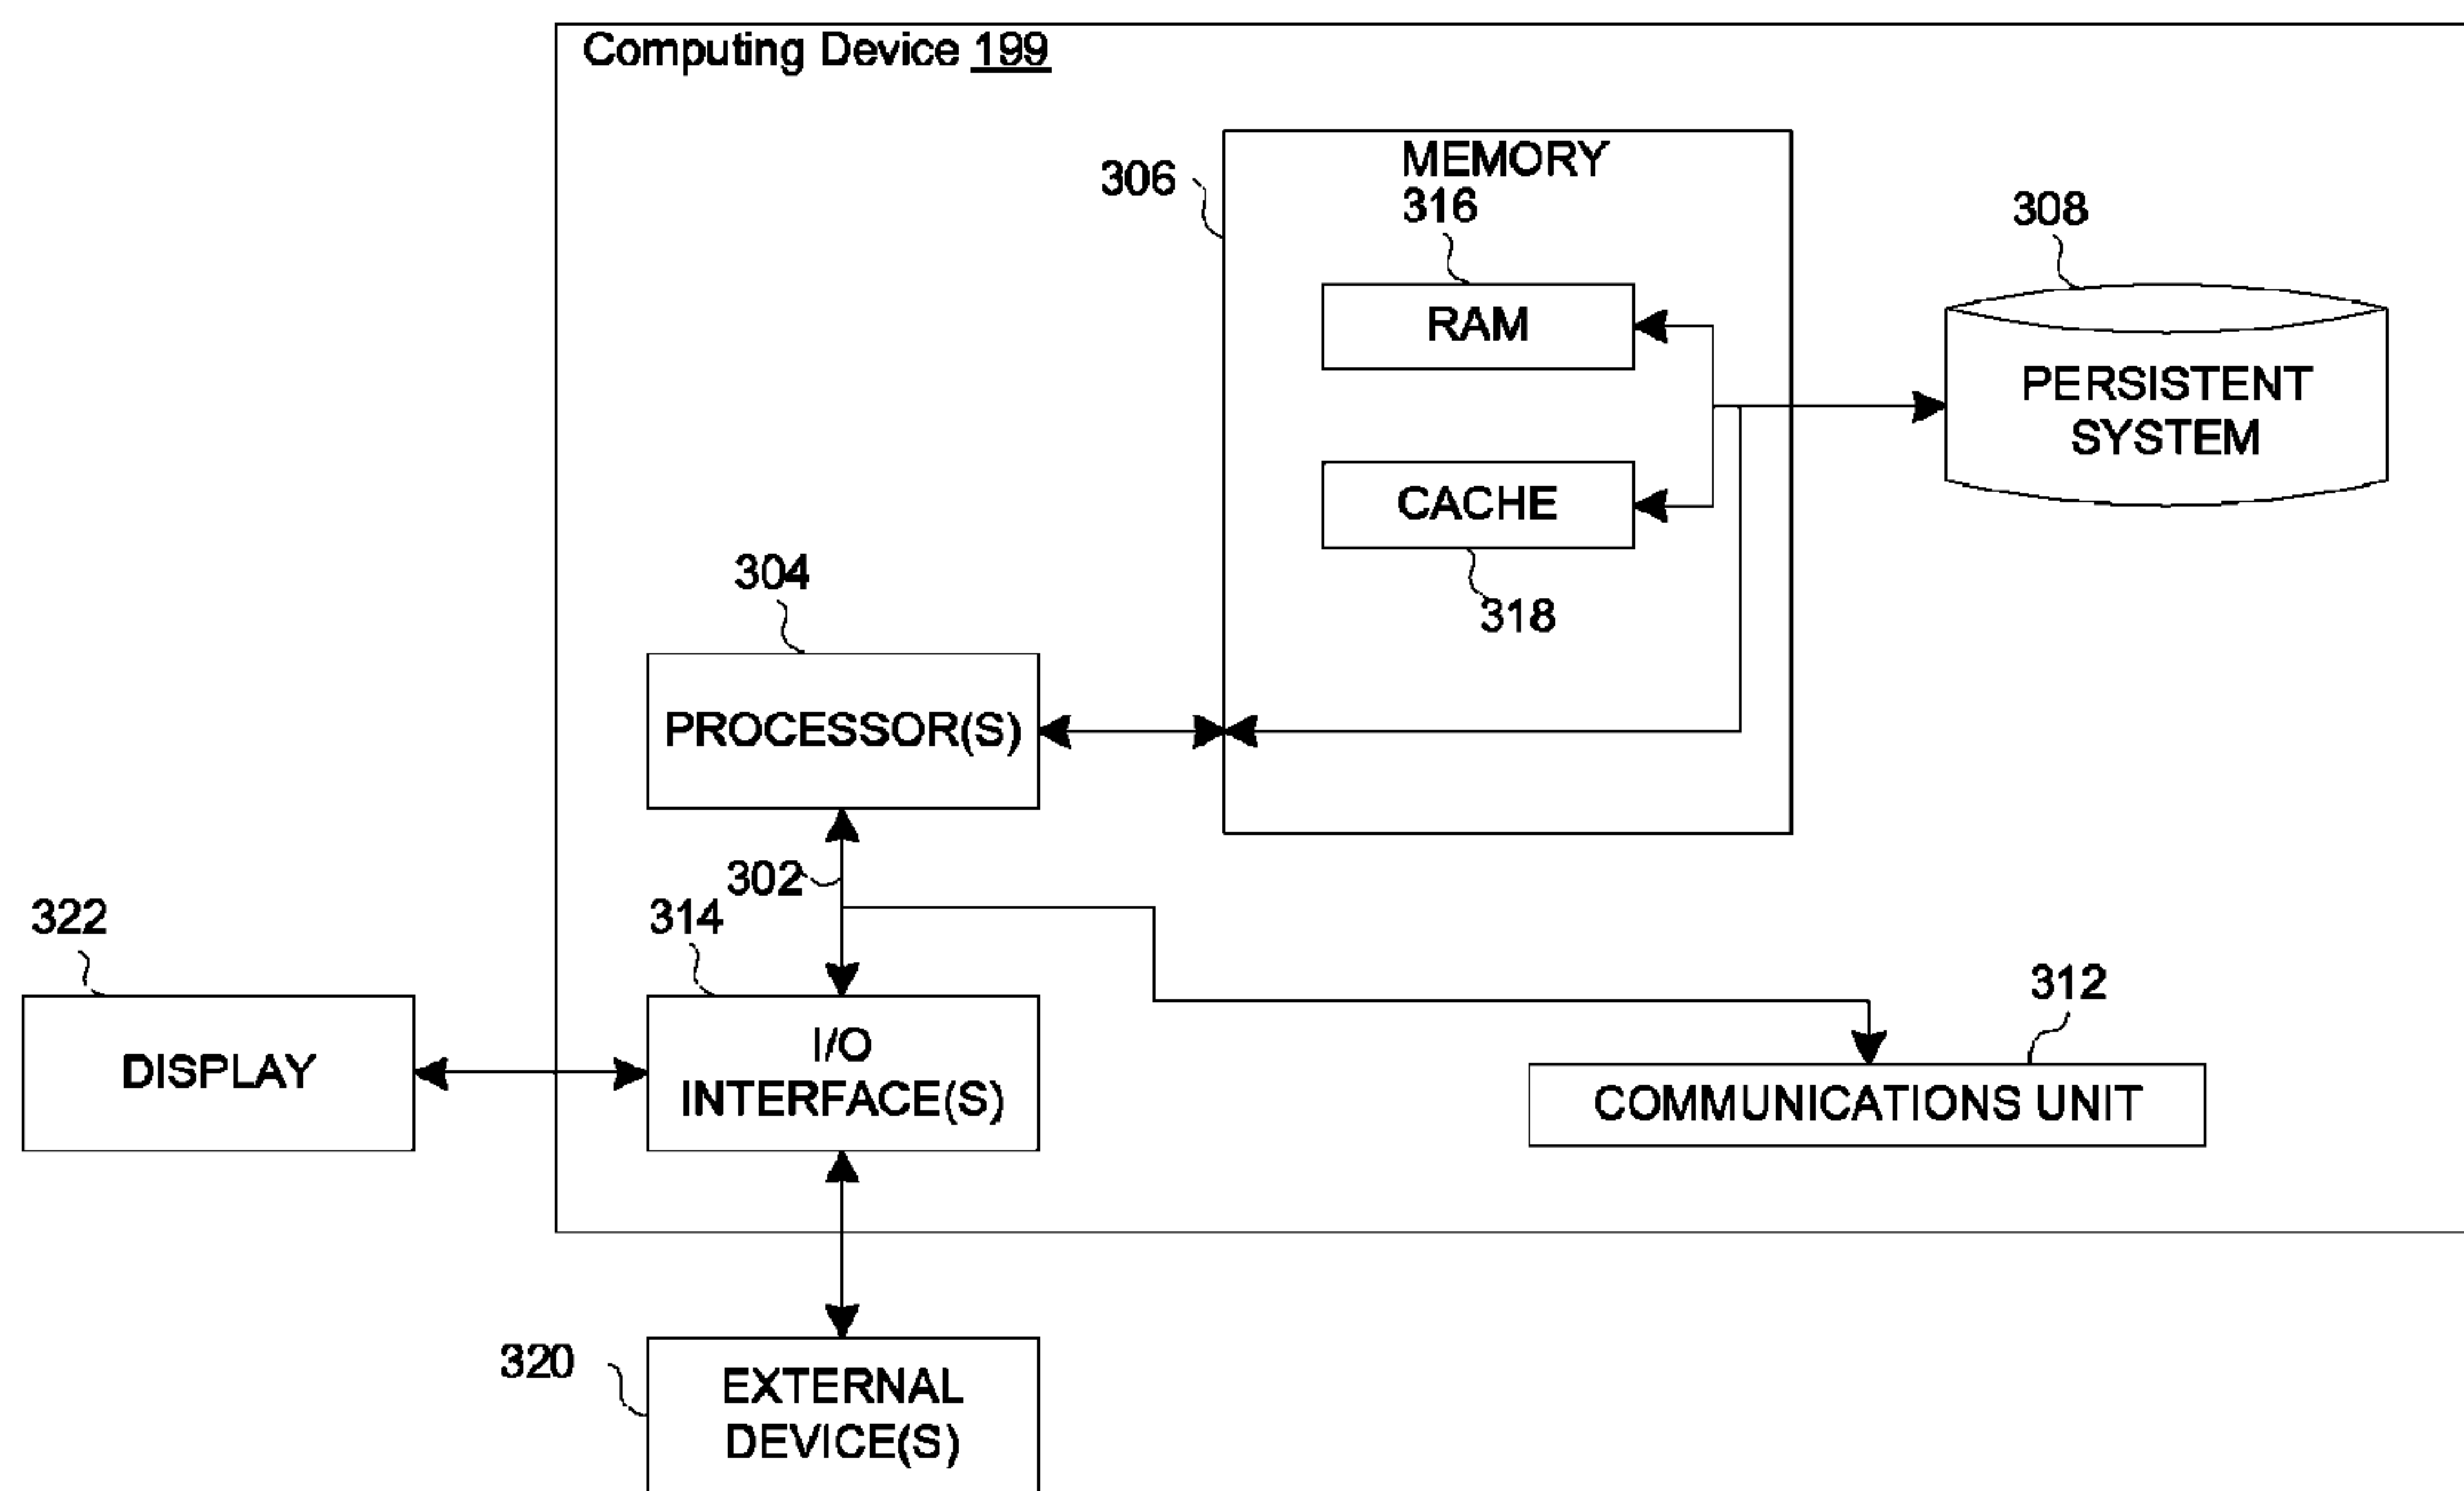 Computing Device 199
306
MEMORY
316
308
RAM
PERSISTENT
SYSTEM
CACHE
318
304
PROCESSOR(S)
302
314
322
312
DISPLAY
I/O
INTERFACE(S)
COMMUNICATIONS UNIT
320
EXTERNAL
DEVICE(S)